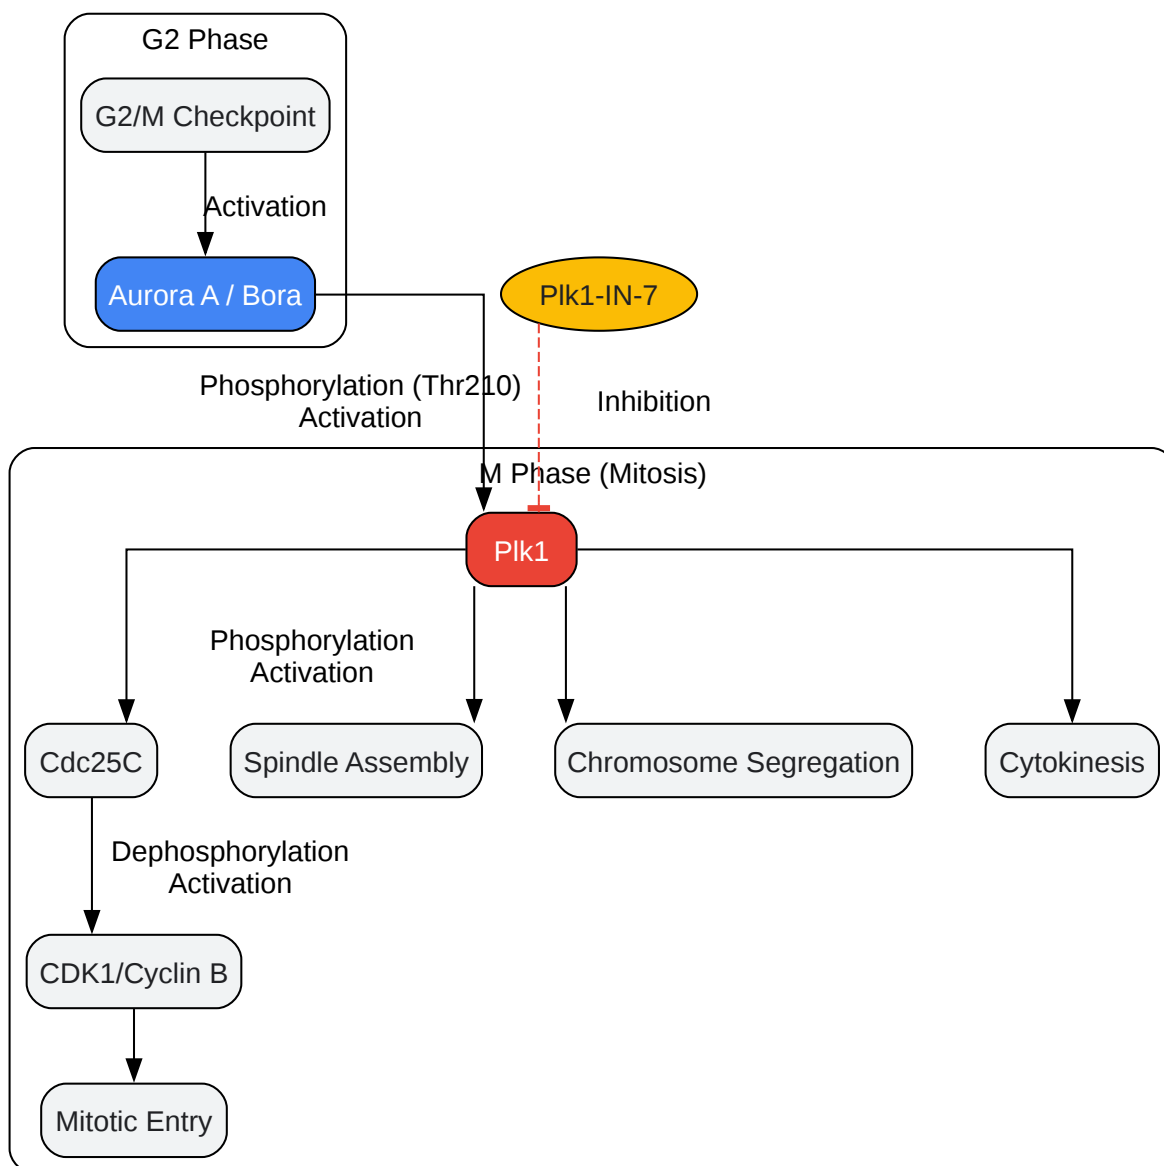 G2 Phase
G2/M Checkpoint
Activation
Aurora A / Bora
Plk1-IN-7
Phosphorylation (Thr210)
Activation
Inhibition
M Phase (Mitosis)
Plk1
Phosphorylation
Activation
Cdc25C
Spindle Assembly
Chromosome Segregation
Cytokinesis
Dephosphorylation
Activation
CDK1/Cyclin B
Mitotic Entry